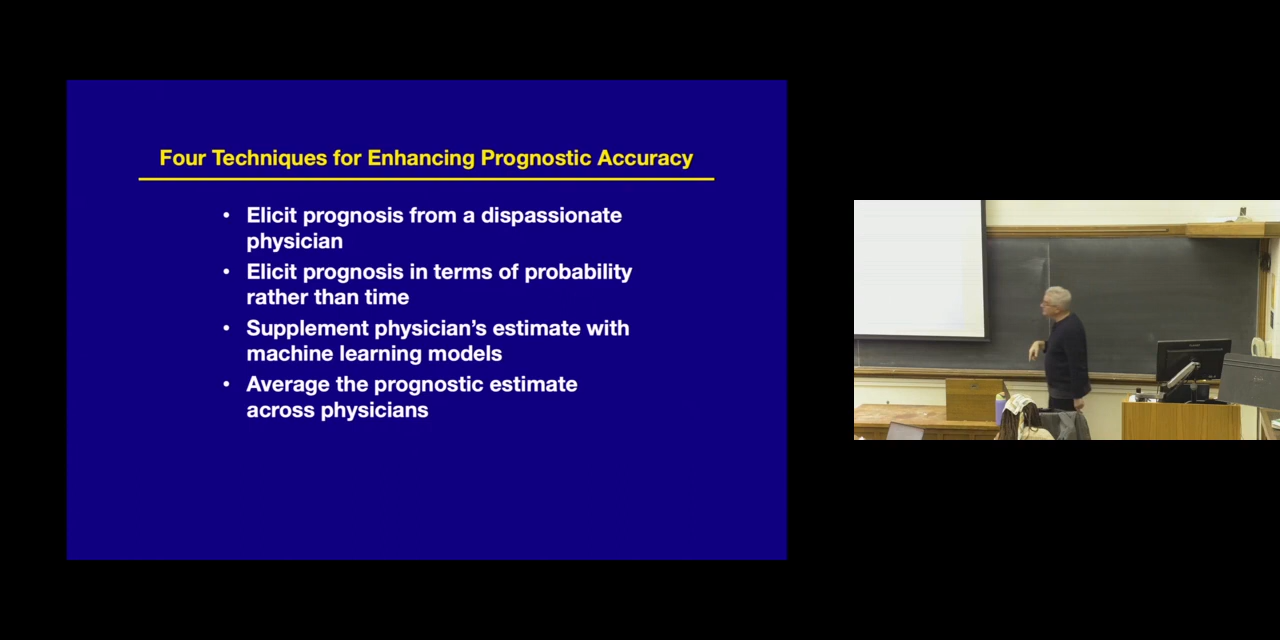 Four Techniques for Enhancing Prognostic Accuracy
• Elicit prognosis from a dispassionate
physician
• Elicit prognosis in terms of probability
rather than time
• Supplement physician’s estimate with
machine learning models
• Average the prognostic estimate
across physicians